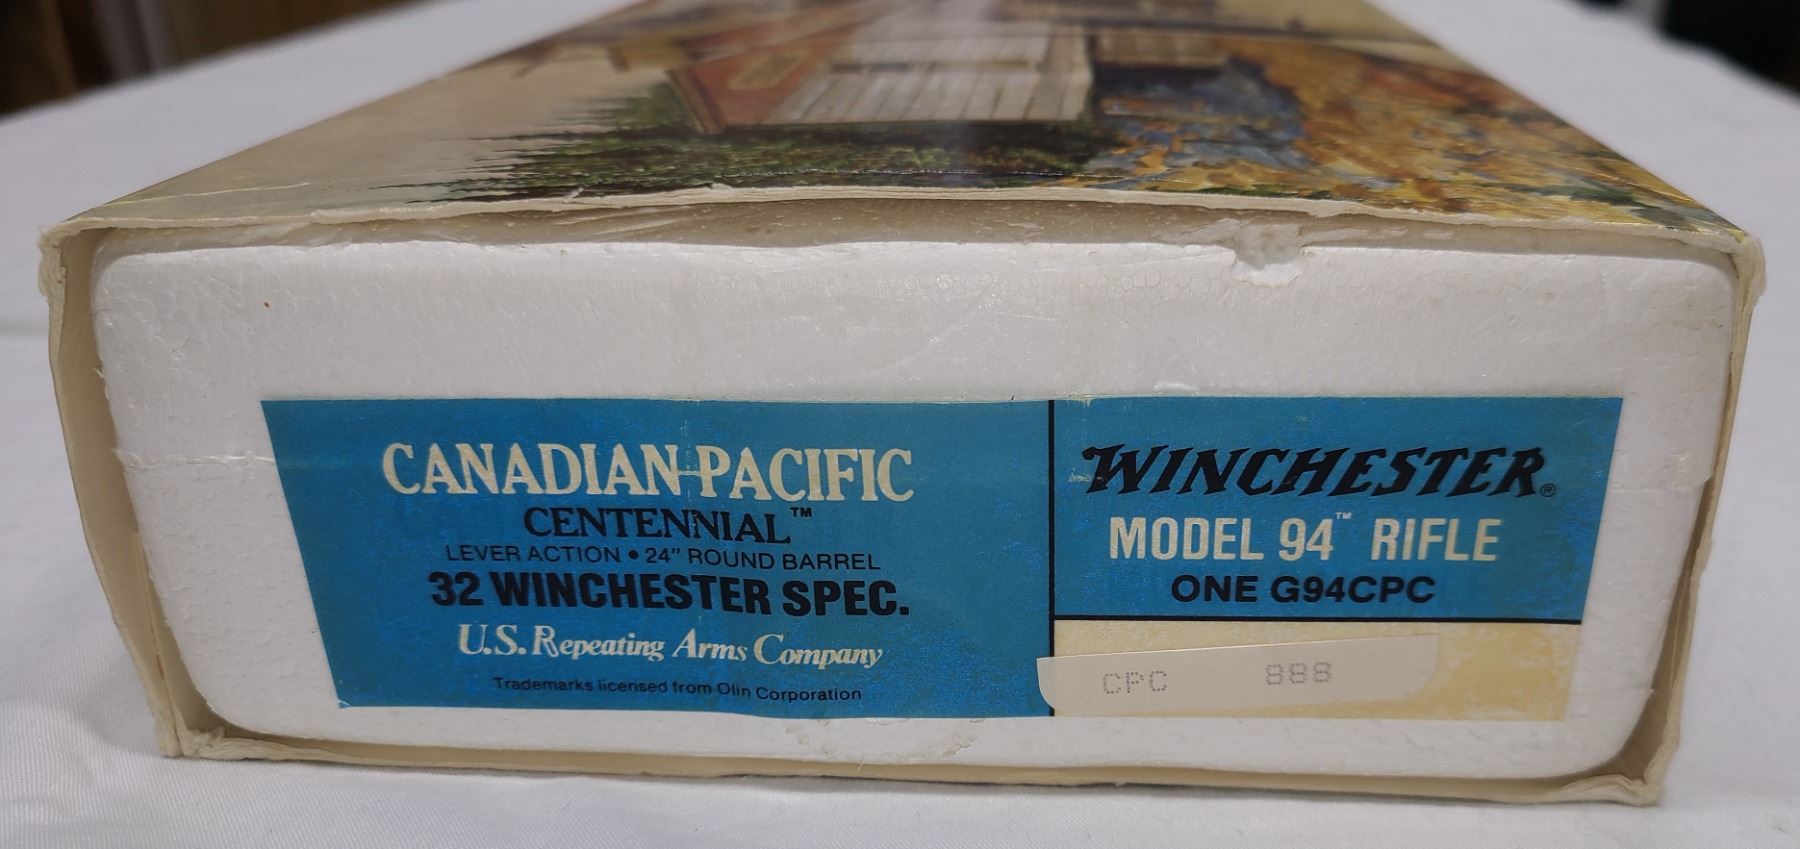 CANADIAN-PACIFIC
CENTENNIAL™
LEVER ACTION • 24" ROUND BARREL
32 WINCHESTER SPEC.
U.S. Repeating Arms Company
Trademarks licensed from Olin Corporation
WINCHESTER®
MODEL 94™ RIFLE
ONE G94CPC
CPC 888